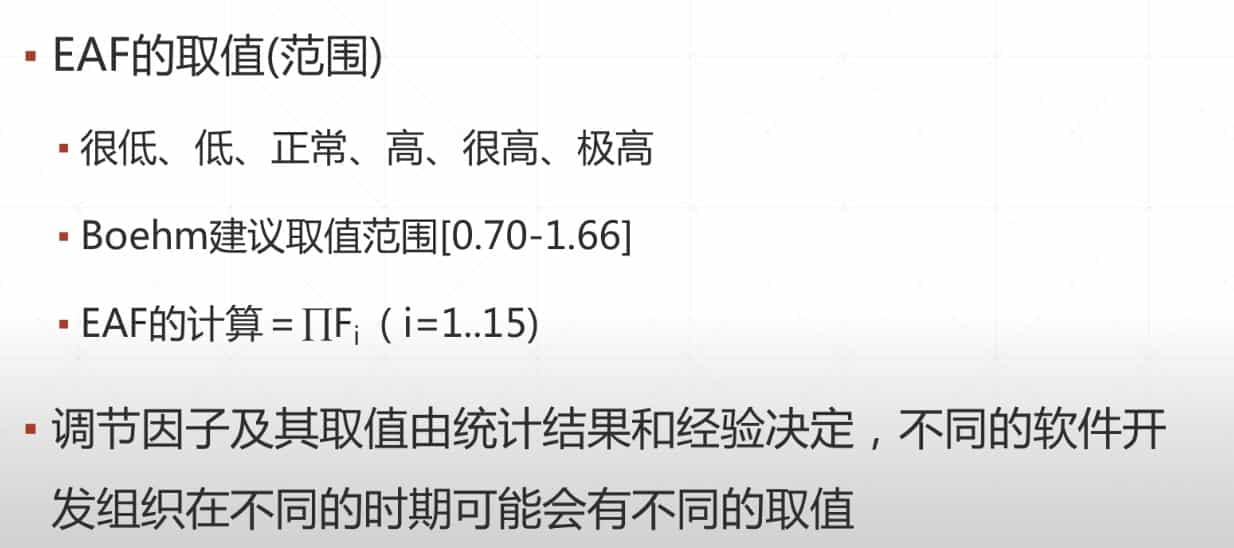 ▪ EAF的取值(范围)
▪ 很低、低、正常、高、很高、极高
▪ Boehm建议取值范围[0.70-1.66]
▪ EAF的计算＝∏Fi（i=1..15)
▪ 调节因子及其取值由统计结果和经验决定，不同的软件开
发组织在不同的时期可能会有不同的取值